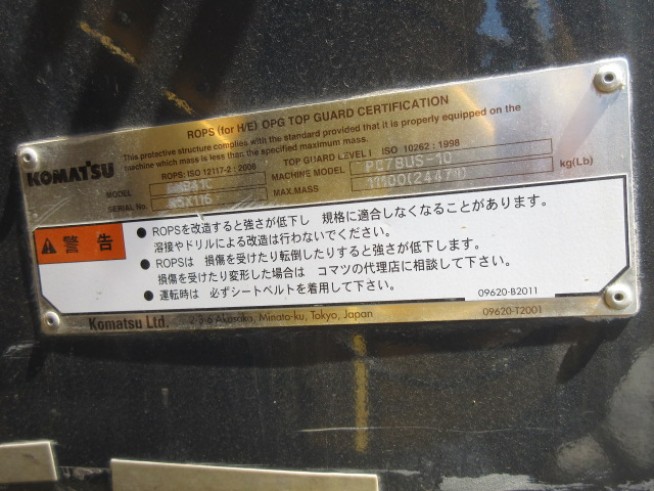 ROPS (for H/E) OPG TOP GUARD CERTIFICATION
This protective structure complies with the standard provided that it is properly equipped on the
machine which mass is less than, the specified maximum mass.
KOMATSU
ROPS: ISO 12117-2 : 2008 TOP GUARD LEVEL I ISO 10262 : 1998
MODEL MACHINE MODEL PC78US-10
SERIAL No. MAX.MASS kg(Lb)
警告
● ROPSを改造すると強さが低下し 規格に適合しなくなることがあります。
溶接やドリルによる改造は行わないでください。
● ROPSは 損傷を受けたり転倒したりすると強さが低下します。
損傷を受けたり変形した場合は コマツの代理店に相談して下さい。
● 運転時は 必ずシートベルトを着用して下さい。
09620-B2011
Komatsu Ltd. 2-3-6 Akasaka, Minato-ku, Tokyo, Japan 09620-T2001